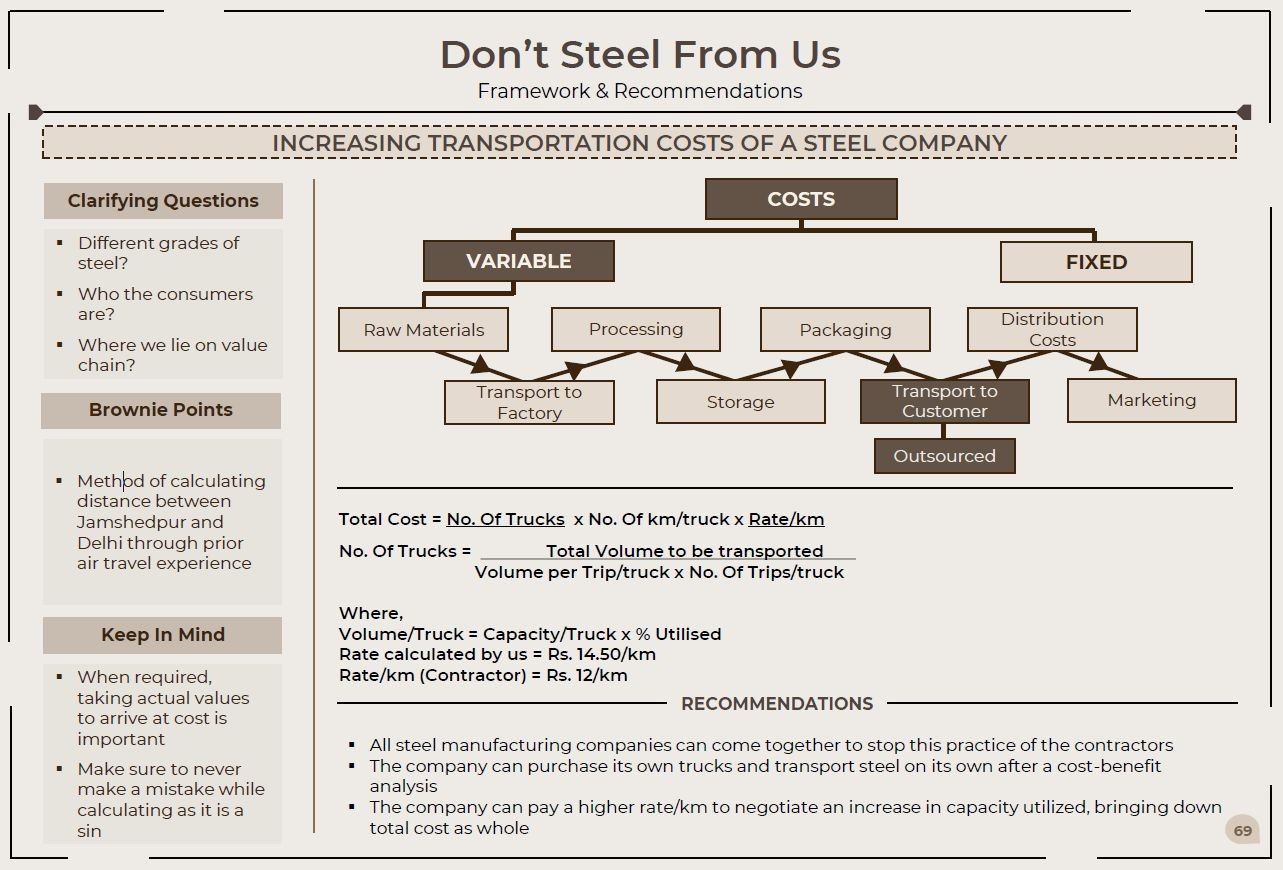 Don’t Steel From Us
Framework & Recommendations
INCREASING TRANSPORTATION COSTS OF A STEEL COMPANY
Clarifying Questions
▪ Different grades of
steel?
▪ Who the consumers
are?
▪ Where we lie on value
chain?
Brownie Points
▪ Method of calculating
distance between
Jamshedpur and
Delhi through prior
air travel experience
Keep In Mind
▪ When required,
taking actual values
to arrive at cost is
important
▪ Make sure to never
make a mistake while
calculating as it is a
sin
COSTS
VARIABLE
FIXED
Raw Materials
Transport to
Factory
Processing
Storage
Packaging
Transport to
Customer
Outsourced
Distribution
Costs
Marketing
Total Cost = No. Of Trucks x No. Of km/truck x Rate/km
No. Of Trucks = Total Volume to be transported
Volume per Trip/truck x No. Of Trips/truck
Where,
Volume/Truck = Capacity/Truck x % Utilised
Rate calculated by us = Rs. 14.50/km
Rate/km (Contractor) = Rs. 12/km
RECOMMENDATIONS
▪ All steel manufacturing companies can come together to stop this practice of the contractors
▪ The company can purchase its own trucks and transport steel on its own after a cost-benefit
analysis
▪ The company can pay a higher rate/km to negotiate an increase in capacity utilized, bringing down
total cost as whole
69